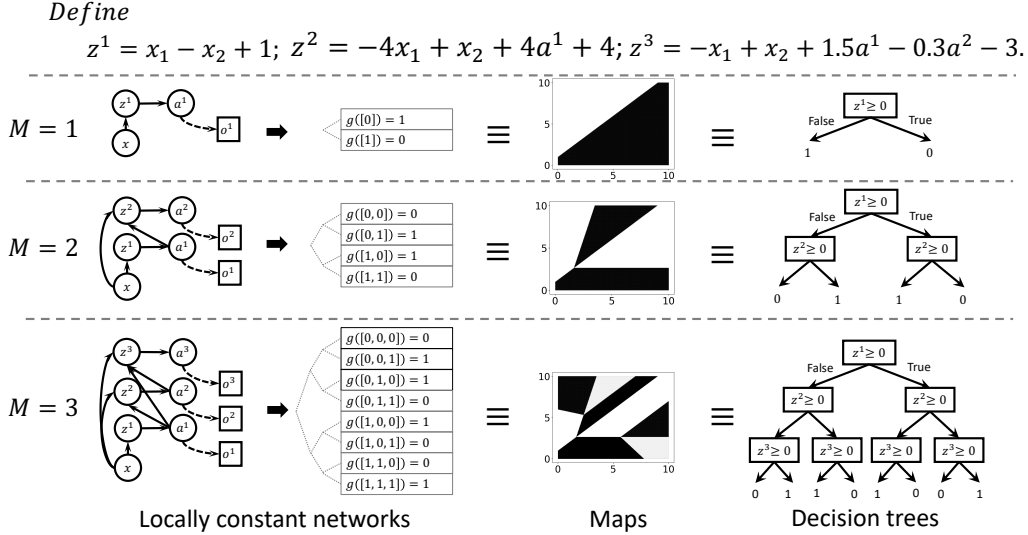 Define
z¹ = x₁ − x₂ + 1; z² = −4x₁ + x₂ + 4a¹ + 4; z³ = −x₁ + x₂ + 1.5a¹ − 0.3a² − 3.
M = 1
z¹ a¹
x o¹
g([0]) = 1
g([1]) = 0
≡
10
5
0
0 5 10
≡
z¹ ≥ 0
False True
1 0
M = 2
z² a²
o²
z¹ a¹
o¹
x
g([0,0]) = 0
g([0,1]) = 1
g([1,0]) = 1
g([1,1]) = 0
≡
10
5
0
0 5 10
≡
z¹ ≥ 0
False True
z² ≥ 0 z² ≥ 0
0 1 1 0
M = 3
z³ a³
o³
z² a²
o²
z¹ a¹
o¹
x
g([0,0,0]) = 0
g([0,0,1]) = 1
g([0,1,0]) = 1
g([0,1,1]) = 0
g([1,0,0]) = 1
g([1,0,1]) = 0
g([1,1,0]) = 0
g([1,1,1]) = 1
≡
10
5
0
0 5 10
≡
z¹ ≥ 0
False True
z² ≥ 0 z² ≥ 0
z³ ≥ 0 z³ ≥ 0 z³ ≥ 0 z³ ≥ 0
0 1 1 0 1 0 0 1
Locally constant networks Maps Decision trees